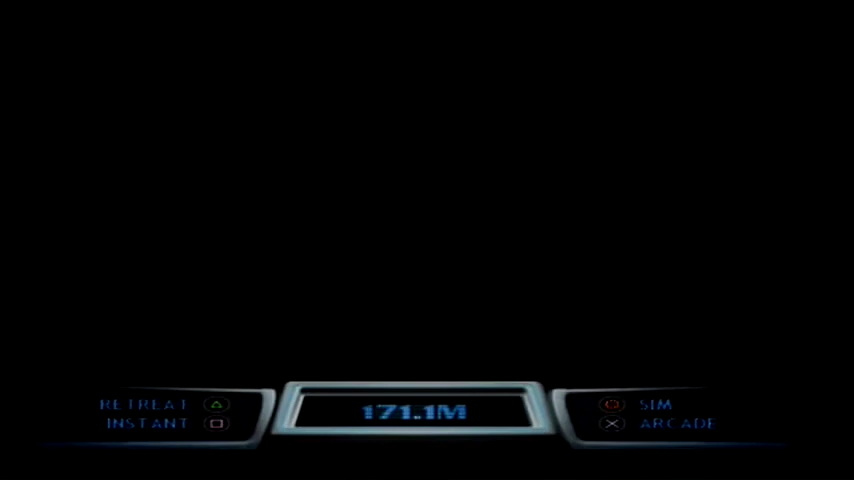 RETREAT
INSTANT
171.1M
SIM
ARCADE